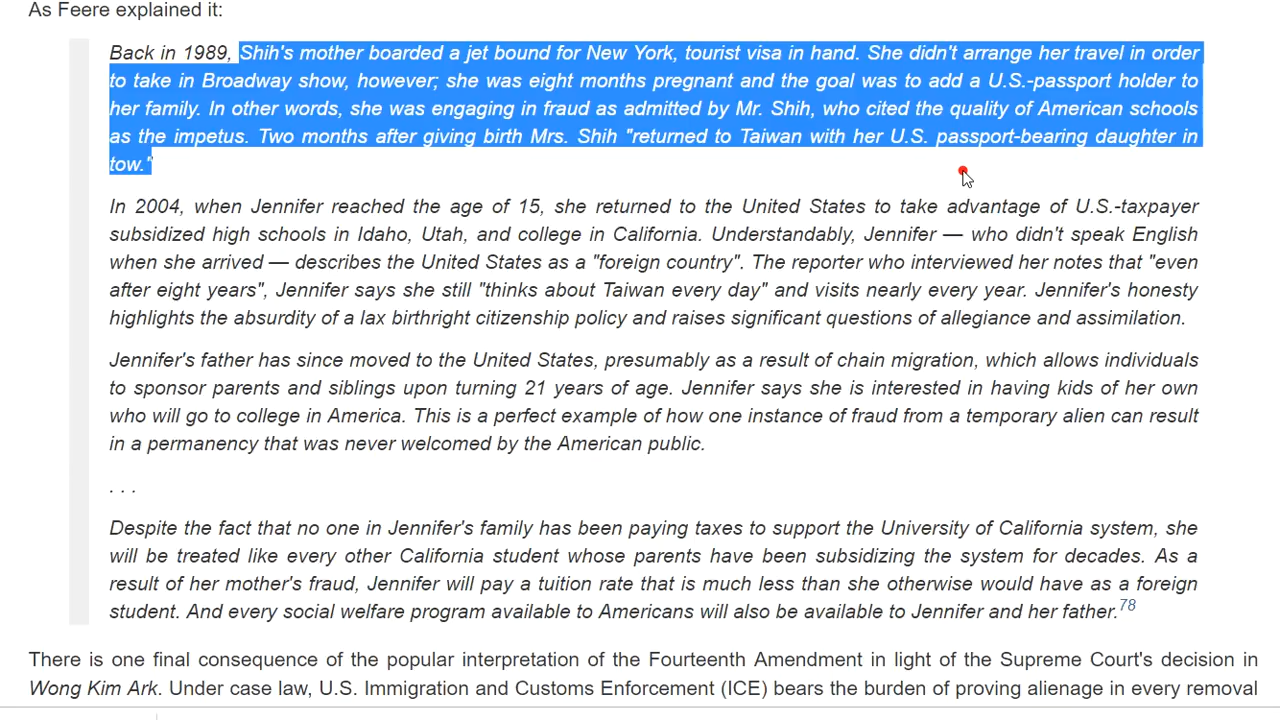 As Feere explained it:
Back in 1989, Shih's mother boarded a jet bound for New York, tourist visa in hand. She didn't arrange her travel in order
to take in Broadway show, however; she was eight months pregnant and the goal was to add a U.S.-passport holder to
her family. In other words, she was engaging in fraud as admitted by Mr. Shih, who cited the quality of American schools
as the impetus. Two months after giving birth Mrs. Shih "returned to Taiwan with her U.S. passport-bearing daughter in
tow."
In 2004, when Jennifer reached the age of 15, she returned to the United States to take advantage of U.S.-taxpayer
subsidized high schools in Idaho, Utah, and college in California. Understandably, Jennifer — who didn't speak English
when she arrived — describes the United States as a "foreign country". The reporter who interviewed her notes that "even
after eight years", Jennifer says she still "thinks about Taiwan every day" and visits nearly every year. Jennifer's honesty
highlights the absurdity of a lax birthright citizenship policy and raises significant questions of allegiance and assimilation.
Jennifer's father has since moved to the United States, presumably as a result of chain migration, which allows individuals
to sponsor parents and siblings upon turning 21 years of age. Jennifer says she is interested in having kids of her own
who will go to college in America. This is a perfect example of how one instance of fraud from a temporary alien can result
in a permanency that was never welcomed by the American public.
. . .
Despite the fact that no one in Jennifer's family has been paying taxes to support the University of California system, she
will be treated like every other California student whose parents have been subsidizing the system for decades. As a
result of her mother's fraud, Jennifer will pay a tuition rate that is much less than she otherwise would have as a foreign
student. And every social welfare program available to Americans will also be available to Jennifer and her father.78
There is one final consequence of the popular interpretation of the Fourteenth Amendment in light of the Supreme Court's decision in
Wong Kim Ark. Under case law, U.S. Immigration and Customs Enforcement (ICE) bears the burden of proving alienage in every removal